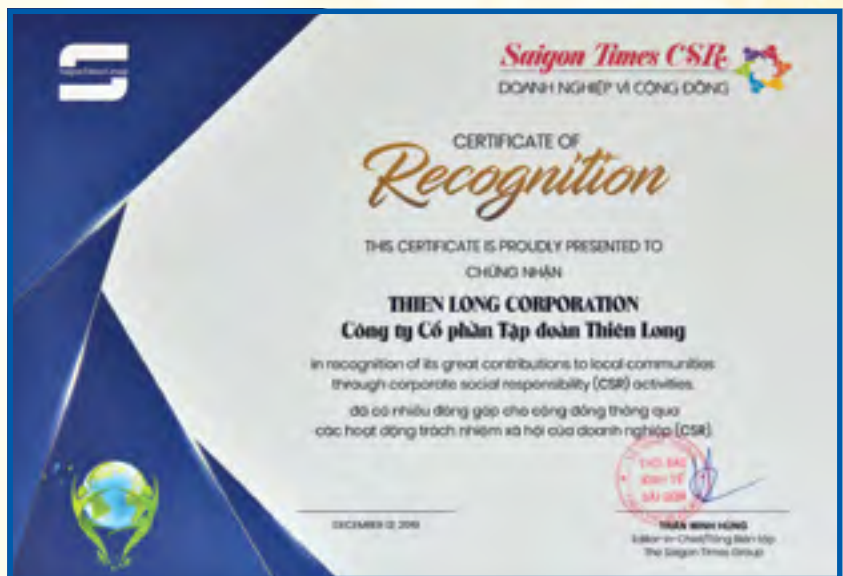 Saigon Times Group
Saigon Times CSR
DOANH NGHIỆP VÌ CỘNG ĐỒNG
CERTIFICATE OF
Recognition
THIS CERTIFICATE IS PROUDLY PRESENTED TO
CHỨNG NHẬN
THIEN LONG CORPORATION
Công ty Cổ phần Tập đoàn Thiên Long
in recognition of its great contributions to local communities
through corporate social responsibility (CSR) activities.
đã có nhiều đóng góp cho cộng đồng thông qua
các hoạt động trách nhiệm xã hội của doanh nghiệp (CSR)
THỜI BÁO
KINH TẾ
SÀI GÒN
DECEMBER 12, 2019
TRẦN MINH HÙNG
Editor-in-Chief/Tổng Biên tập
The Saigon Times Group